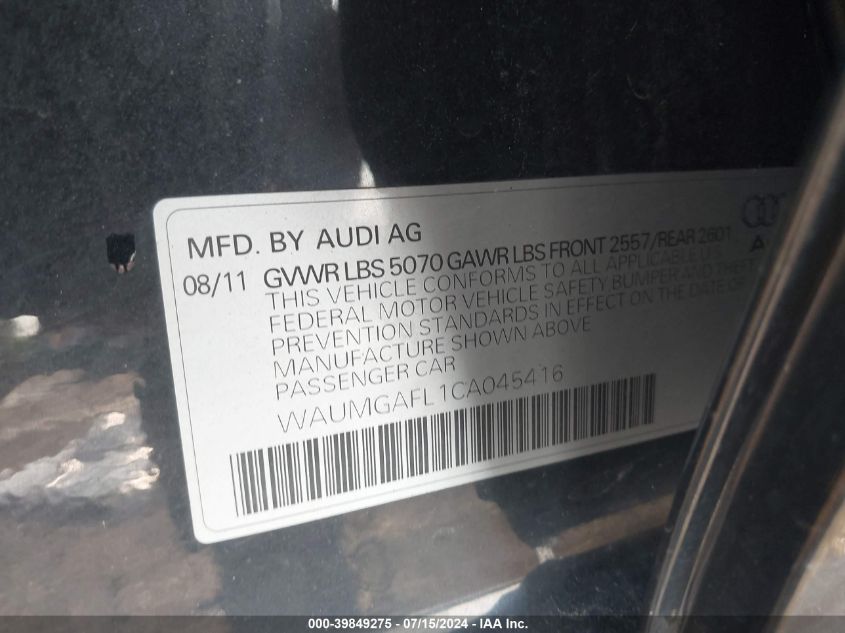 MFD. BY AUDI AG
08/11 GVWR LBS 5070 GAWR LBS FRONT 2557/REAR 2601
THIS VEHICLE CONFORMS TO ALL APPLICABLE U.S.
FEDERAL MOTOR VEHICLE SAFETY BUMPER AND THEFT
PREVENTION STANDARDS IN EFFECT ON THE DATE
MANUFACTURE SHOWN ABOVE
PASSENGER CAR
WAUMGAFL1CA045416
000-39849275 - 07/15/2024 - IAA Inc.